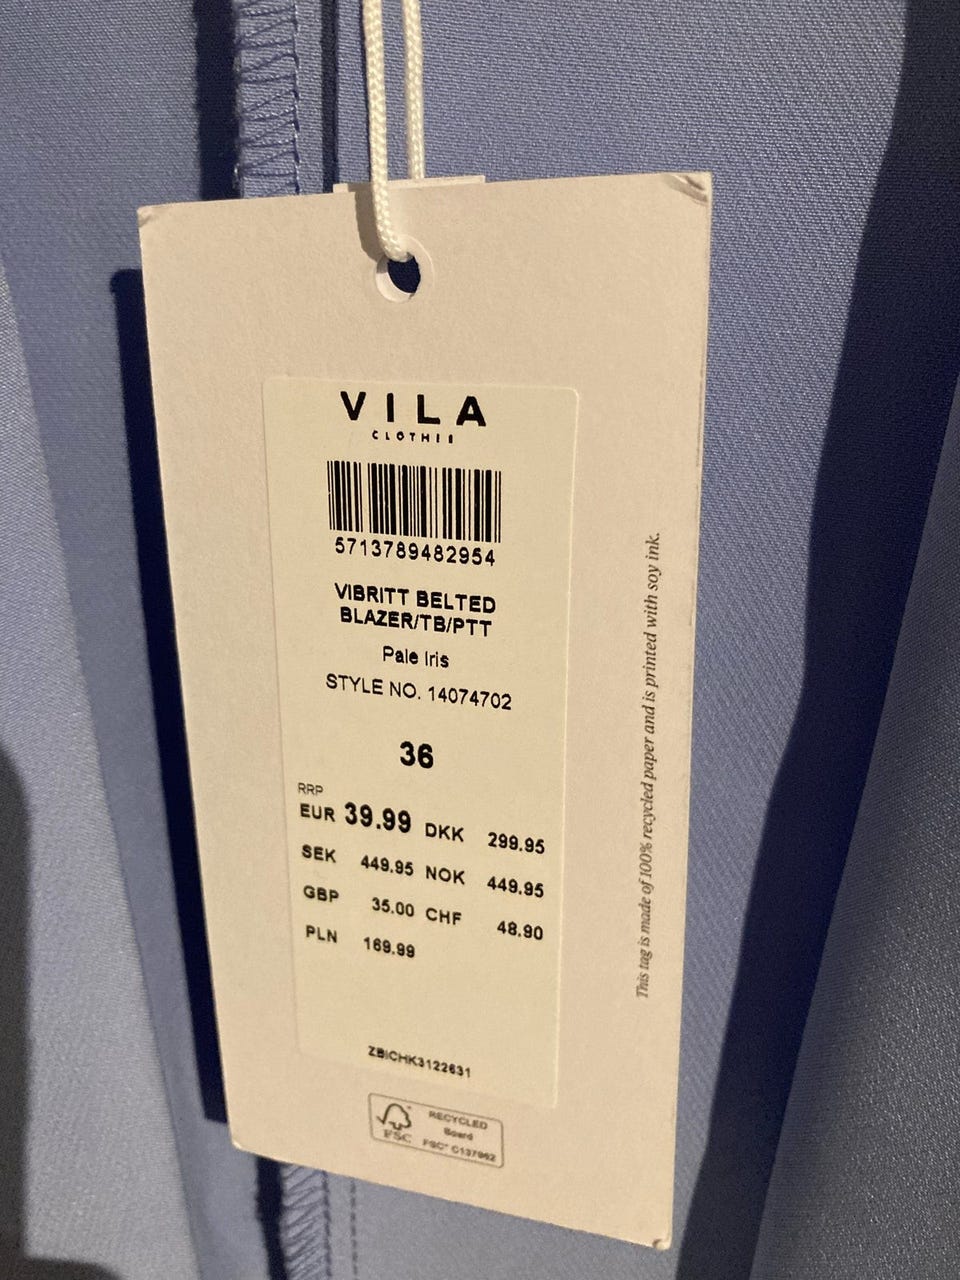 VILA
CLOTHES
5713789482954
VIBRITT BELTED
BLAZER/TB/PTT
Pale Iris
STYLE NO. 14074702
36
RRP
EUR 39.99 DKK 299.95
SEK 449.95 NOK 449.95
GBP 35.00 CHF 48.90
PLN 169.99
ZBICHK3122631
FSC
RECYCLED
Board
FSC® C137962
This tag is made of 100% recycled paper and is printed with soy ink.